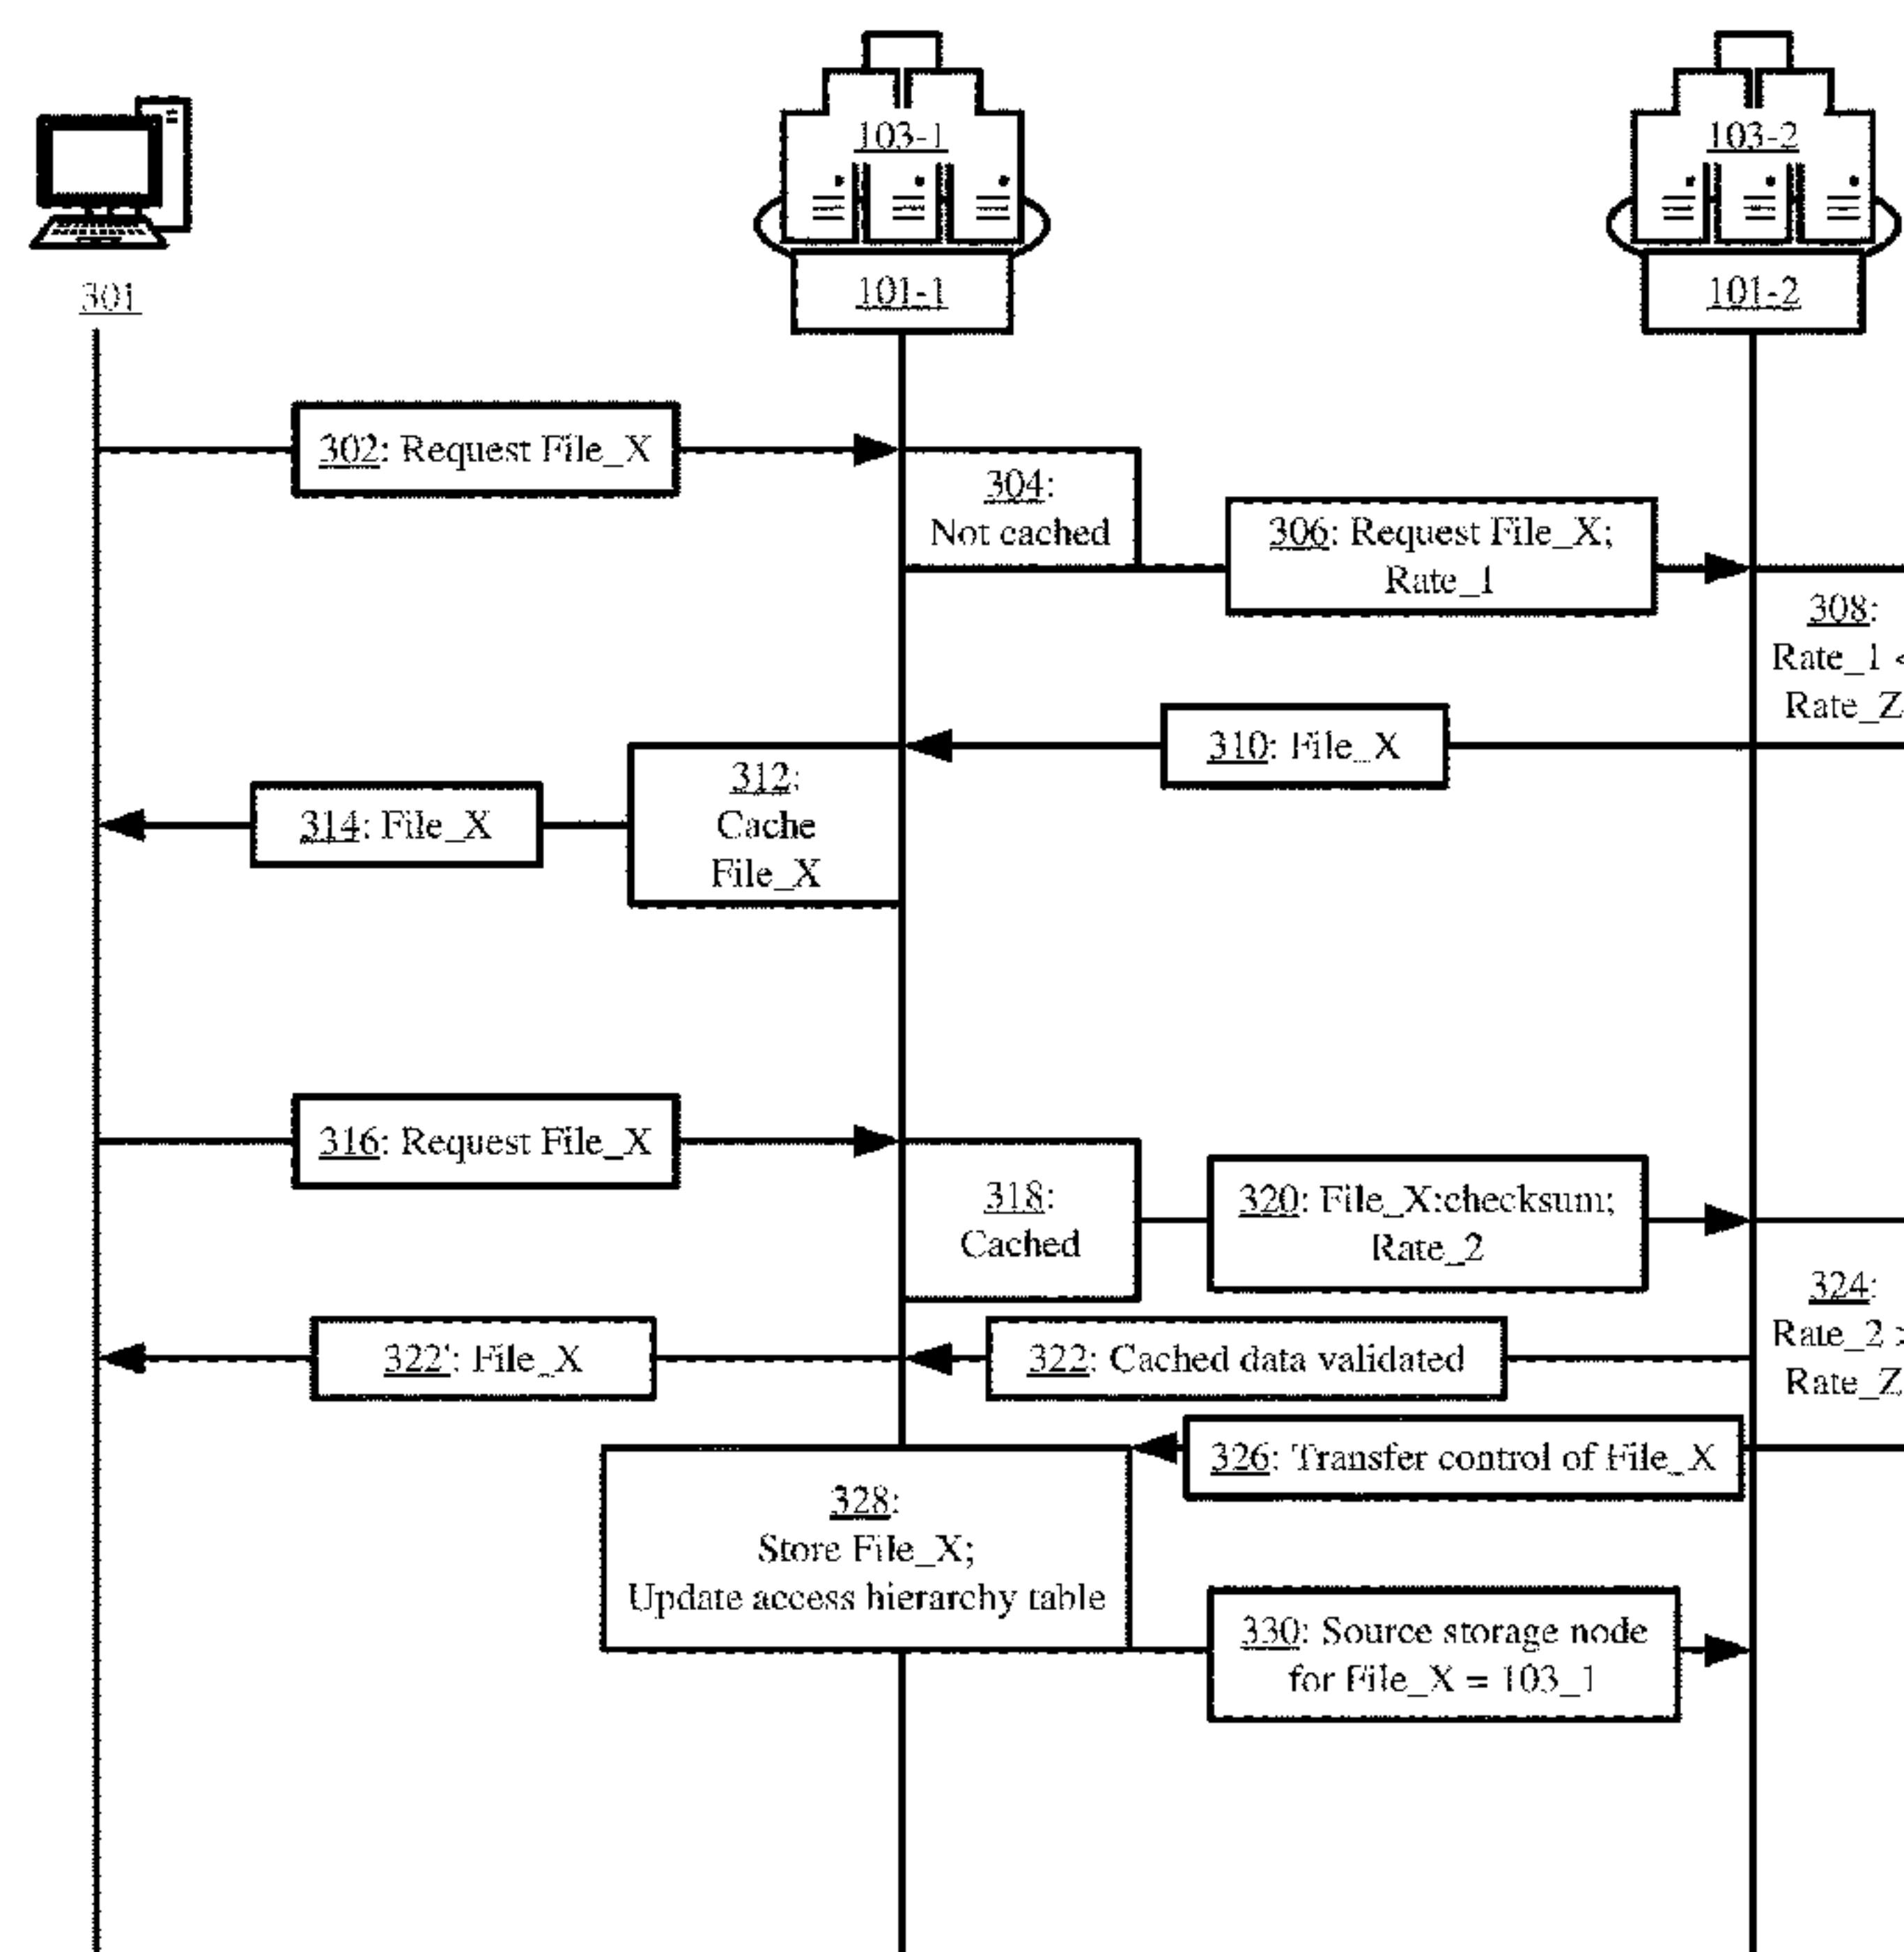 103-1
103-2
301
101-1
101-2
302: Request File_X
304:
Not cached
306: Request File_X;
Rate_1
308:
Rate_1 <
Rate_Z
310: File_X
312:
Cache
File_X
314: File_X
316: Request File_X
318:
Cached
320: File_X:checksum;
Rate_2
322': File_X
322: Cached data validated
324:
Rate_2 >
Rate_Z
326: Transfer control of File_X
328:
Store File_X;
Update access hierarchy table
330: Source storage node
for File_X = 103_1